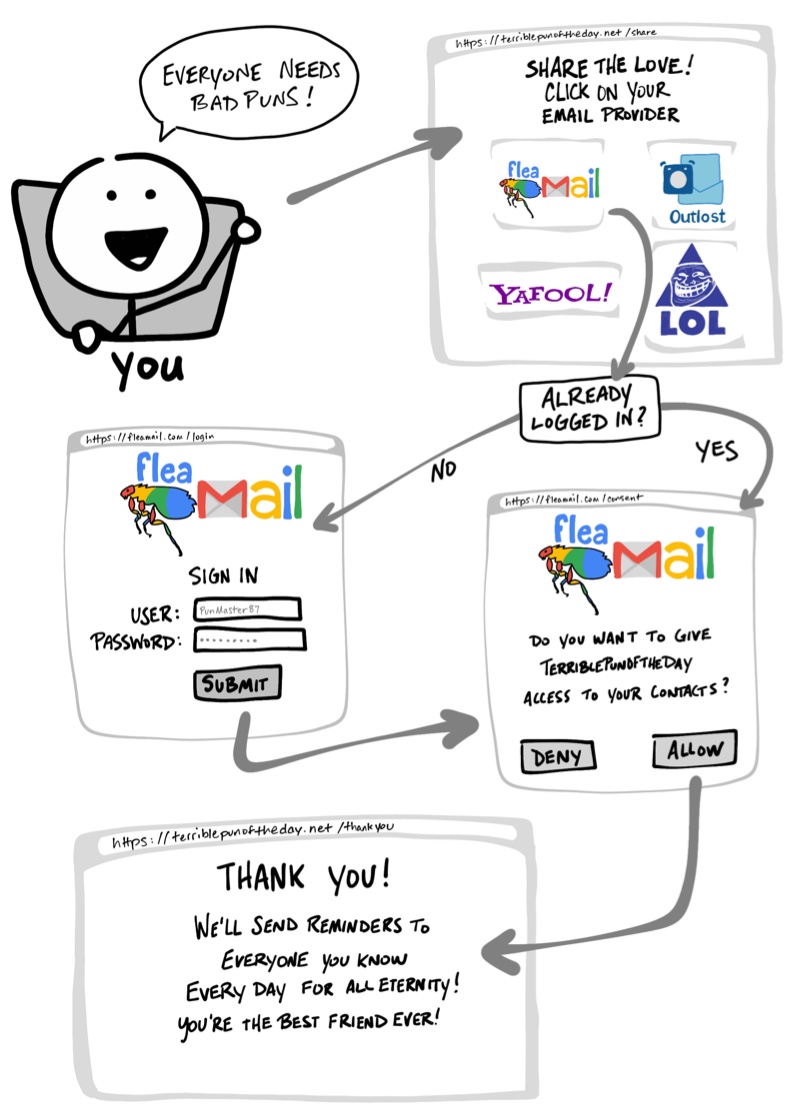 EVERYONE NEEDS
BAD PUNS!
YOU
https://terriblepunoftheday.net/share
SHARE THE LOVE!
CLICK ON YOUR
EMAIL PROVIDER
flea
Mail
Outlost
YAFOOL!
LOL
ALREADY
LOGGED IN?
NO
YES
https://fleamail.com/login
flea
Mail
SIGN IN
USER: PunMaster87
PASSWORD: ·········
SUBMIT
https://fleamail.com/consent
flea
Mail
DO YOU WANT TO GIVE
TERRIBLEPUNOFTHEDAY
ACCESS TO YOUR CONTACTS?
DENY
ALLOW
https://terriblepunoftheday.net/thankyou
THANK YOU!
WE'LL SEND REMINDERS TO
EVERYONE YOU KNOW
EVERY DAY FOR ALL ETERNITY!
YOU'RE THE BEST FRIEND EVER!